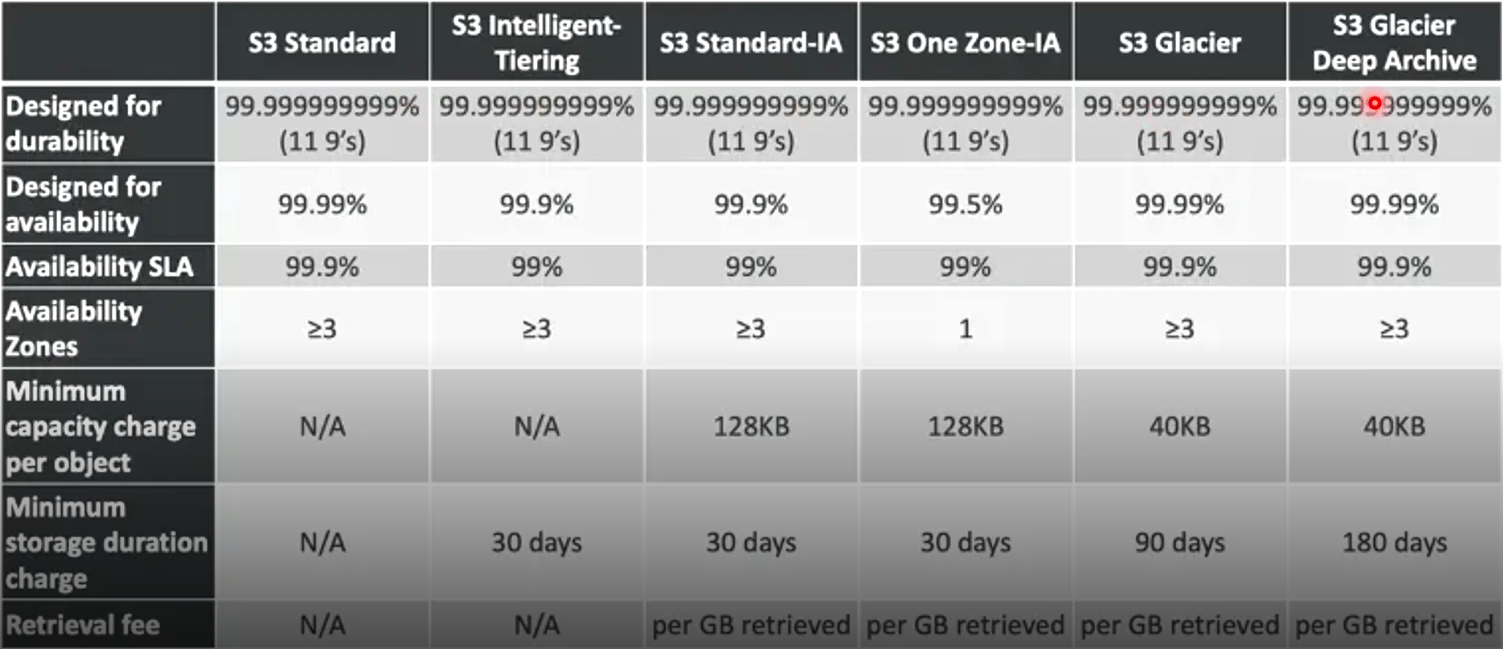 S3 Standard
S3 Intelligent-
Tiering
S3 Standard-IA
S3 One Zone-IA
S3 Glacier
S3 Glacier
Deep Archive
Designed for
durability
99.999999999%
(11 9’s)
99.999999999%
(11 9’s)
99.999999999%
(11 9’s)
99.999999999%
(11 9’s)
99.999999999%
(11 9’s)
99.999999999%
(11 9’s)
Designed for
availability
99.99%
99.9%
99.9%
99.5%
99.99%
99.99%
Availability SLA
99.9%
99%
99%
99%
99.9%
99.9%
Availability
Zones
≥3
≥3
≥3
1
≥3
≥3
Minimum
capacity charge
per object
N/A
N/A
128KB
128KB
40KB
40KB
Minimum
storage duration
charge
N/A
30 days
30 days
30 days
90 days
180 days
Retrieval fee
N/A
N/A
per GB retrieved
per GB retrieved
per GB retrieved
per GB retrieved